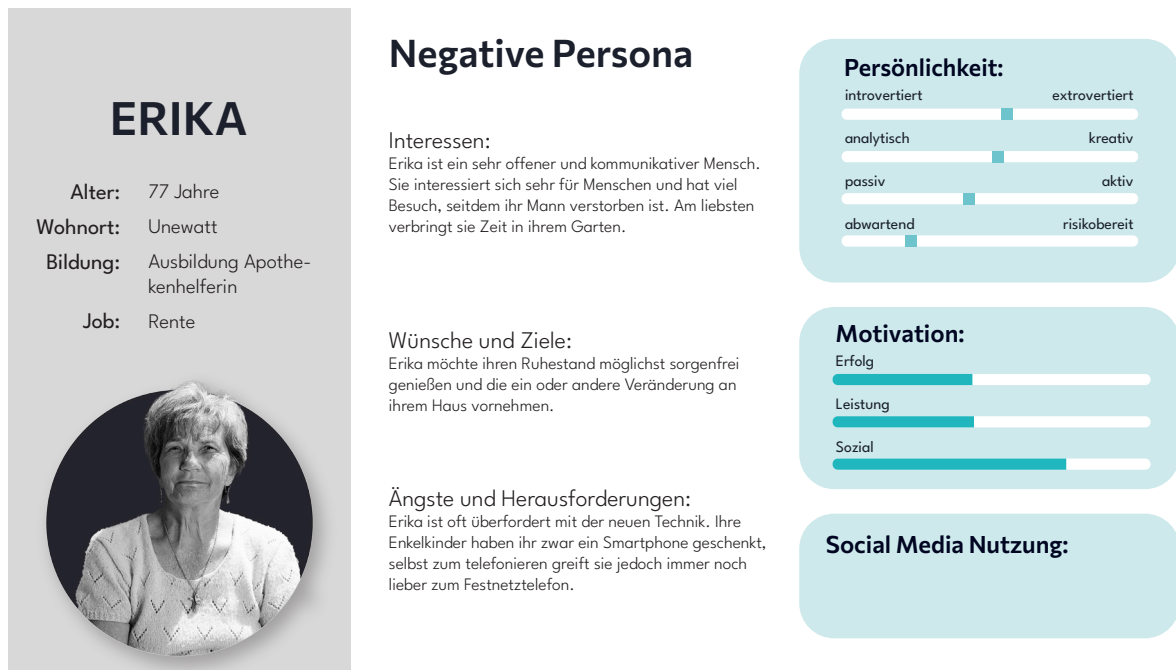 ERIKA
Alter: 77 Jahre
Wohnort: Unewatt
Bildung: Ausbildung Apothe-
kenhelferin
Job: Rente
Negative Persona
Interessen:
Erika ist ein sehr offener und kommunikativer Mensch.
Sie interessiert sich sehr für Menschen und hat viel
Besuch, seitdem ihr Mann verstorben ist. Am liebsten
verbringt sie Zeit in ihrem Garten.
Wünsche und Ziele:
Erika möchte ihren Ruhestand möglichst sorgenfrei
genießen und die ein oder andere Veränderung an
ihrem Haus vornehmen.
Ängste und Herausforderungen:
Erika ist oft überfordert mit der neuen Technik. Ihre
Enkelkinder haben ihr zwar ein Smartphone geschenkt,
selbst zum telefonieren greift sie jedoch immer noch
lieber zum Festnetztelefon.
Persönlichkeit:
introvertiert extrovertiert
analytisch kreativ
passiv aktiv
abwartend risikobereit
Motivation:
Erfolg
Leistung
Sozial
Social Media Nutzung: